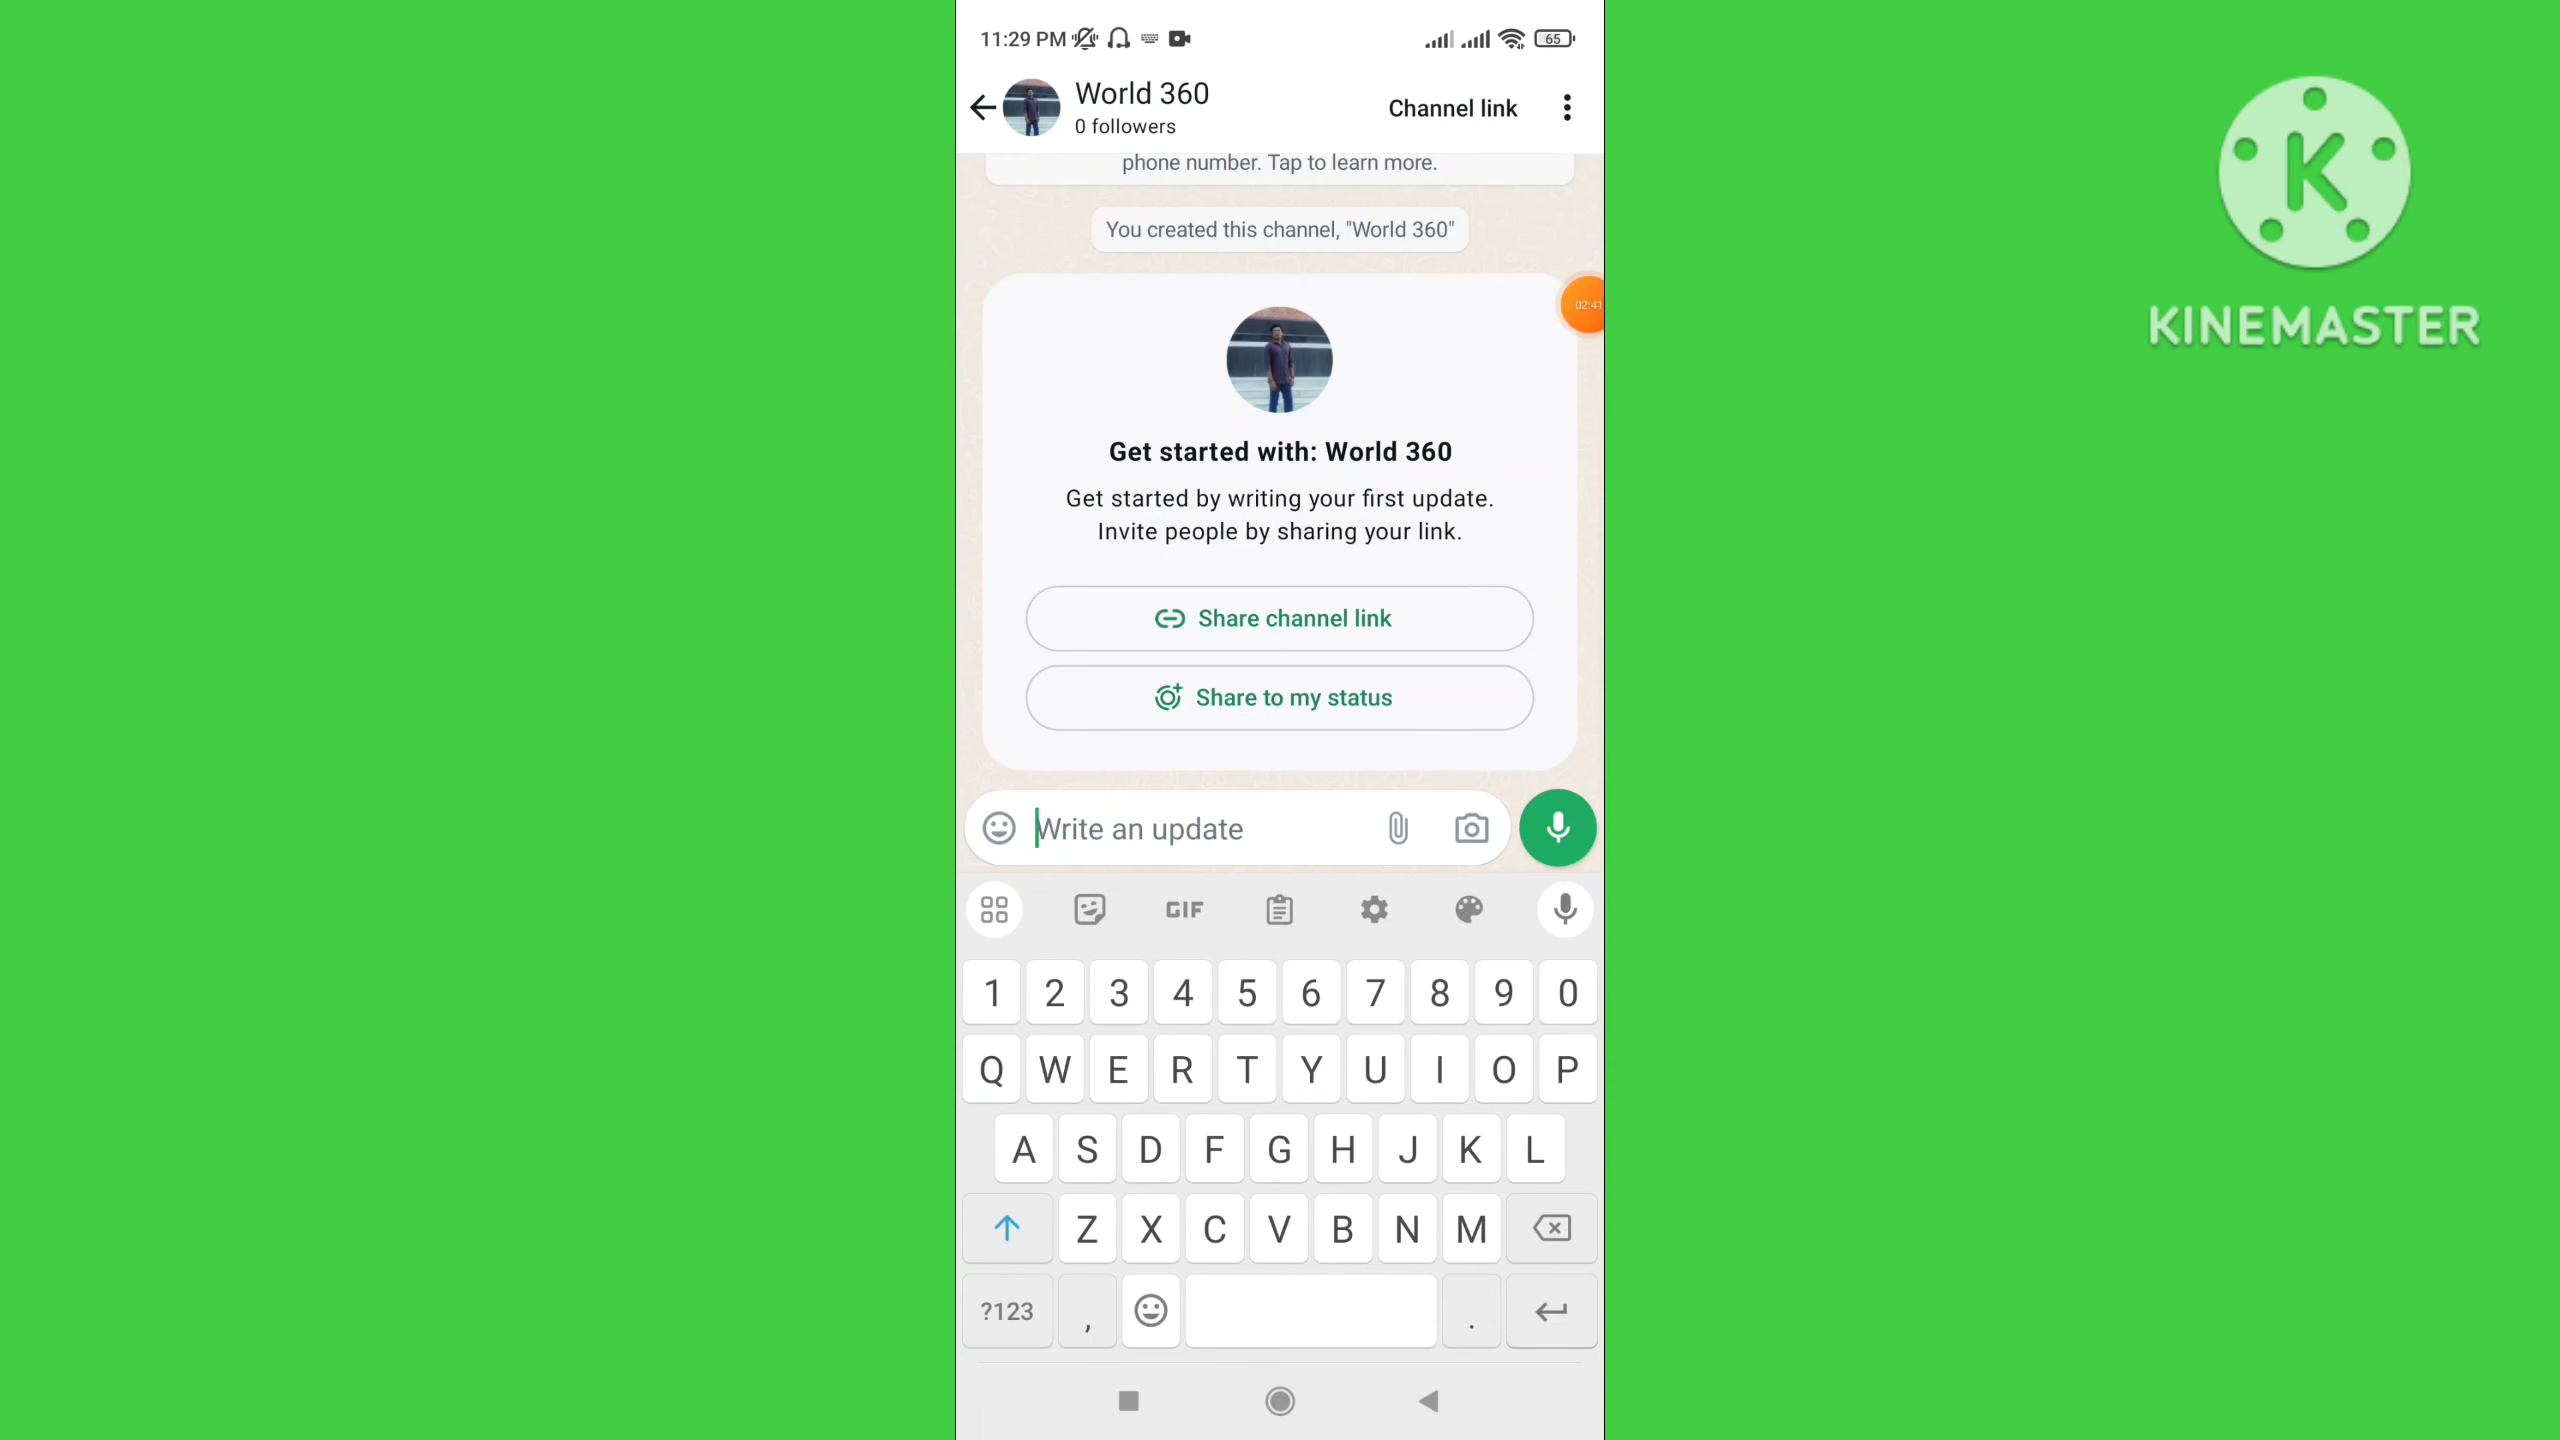 11:29 PM
65
World 360
0 followers
Channel link
phone number. Tap to learn more.
You created this channel, "World 360"
02:41
Get started with: World 360
Get started by writing your first update.
Invite people by sharing your link.
Share channel link
Share to my status
Write an update
GIF
1 2 3 4 5 6 7 8 9 0
Q W E R T Y U I O P
A S D F G H J K L
Z X C V B N M
?123 , .
K
KINEMASTER